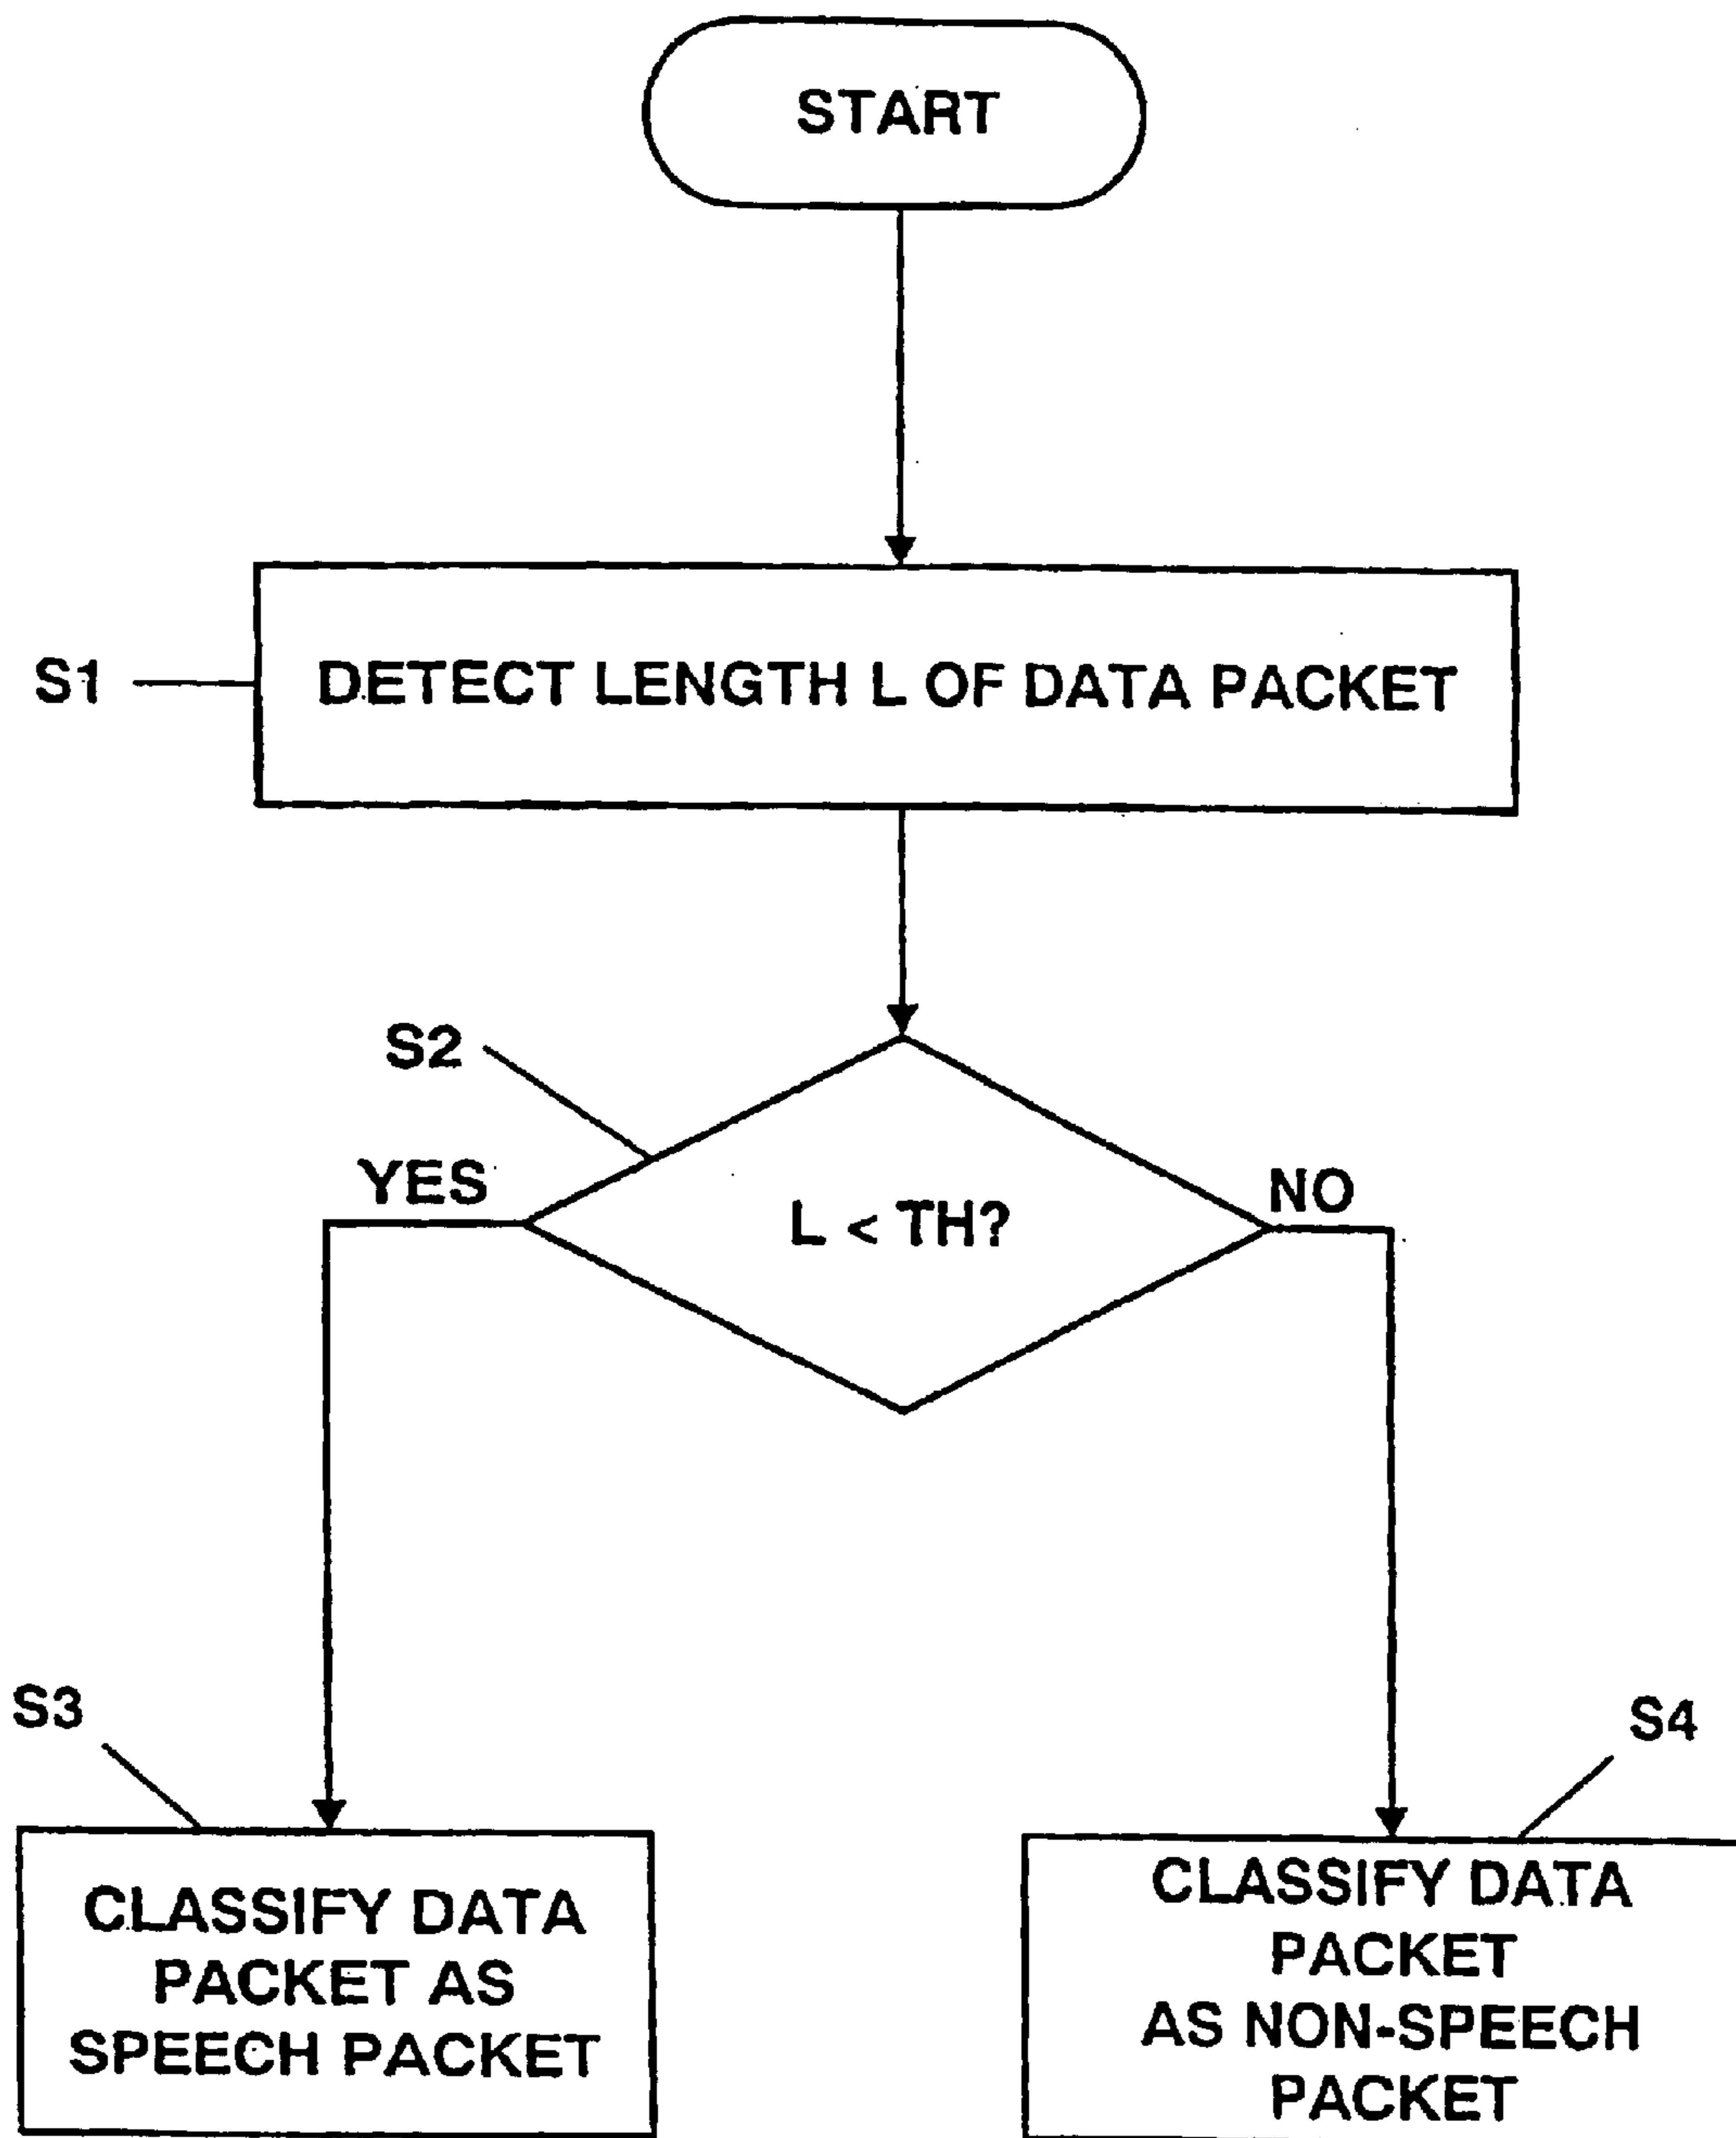 START
S1
DETECT LENGTH L OF DATA PACKET
S2
YES
L < TH?
NO
S3
S4
CLASSIFY DATA
PACKET AS
SPEECH PACKET
CLASSIFY DATA
PACKET
AS NON-SPEECH
PACKET